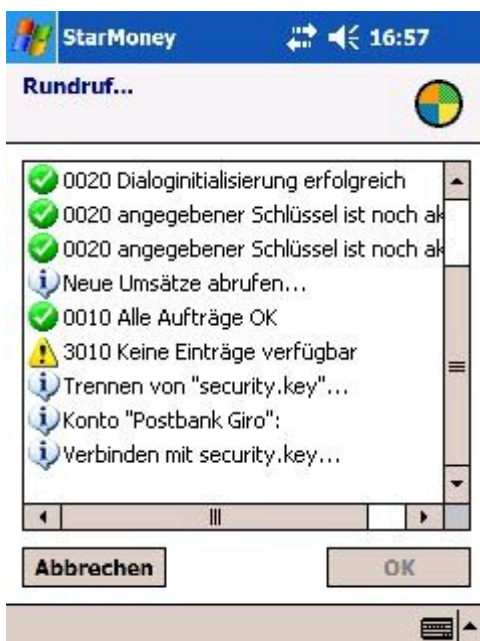 StarMoney 16:57
Rundruf...
0020 Dialoginitialisierung erfolgreich
0020 angegebener Schlüssel ist noch ak
0020 angegebener Schlüssel ist noch ak
Neue Umsätze abrufen...
0010 Alle Aufträge OK
3010 Keine Einträge verfügbar
Trennen von "security.key"...
Konto "Postbank Giro":
Verbinden mit security.key...
Abbrechen OK